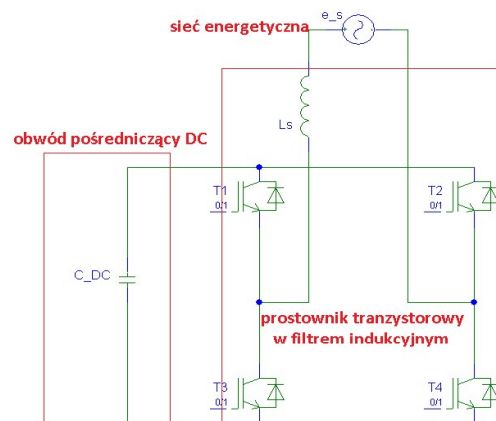 sieć energetyczna
e_s
Ls
obwód pośredniczący DC
T1
0/1
T2
0/1
C_DC
prostownik tranzystorowy
w filtrem indukcyjnym
T3
0/1
T4
0/1